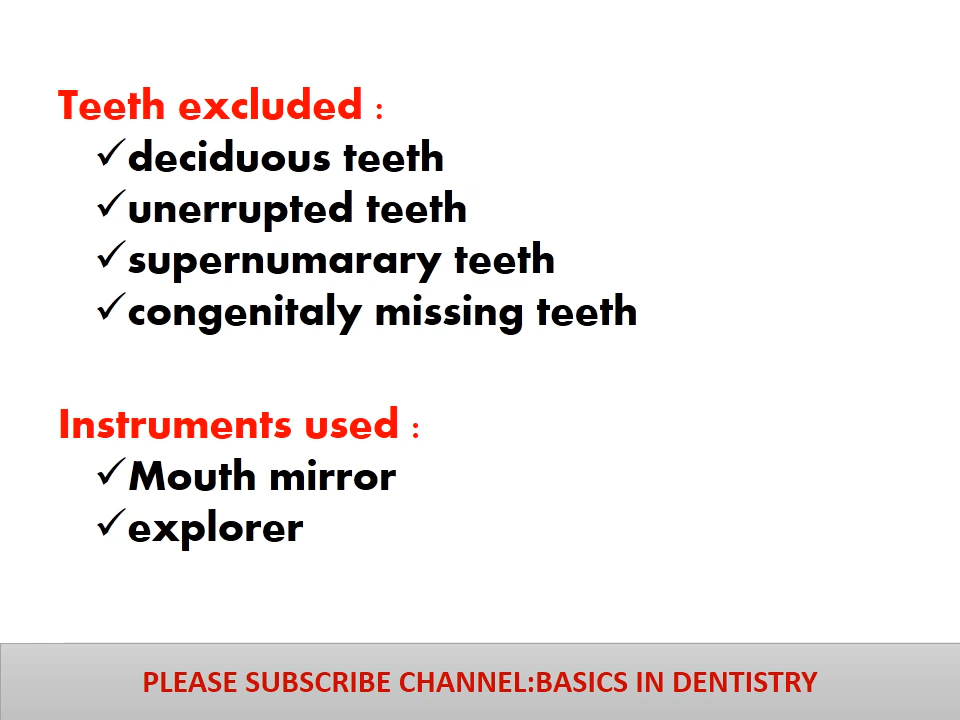 Teeth excluded :
✓deciduous teeth
✓unerrupted teeth
✓supernumarary teeth
✓congenitaly missing teeth
Instruments used :
✓Mouth mirror
✓explorer
PLEASE SUBSCRIBE CHANNEL:BASICS IN DENTISTRY